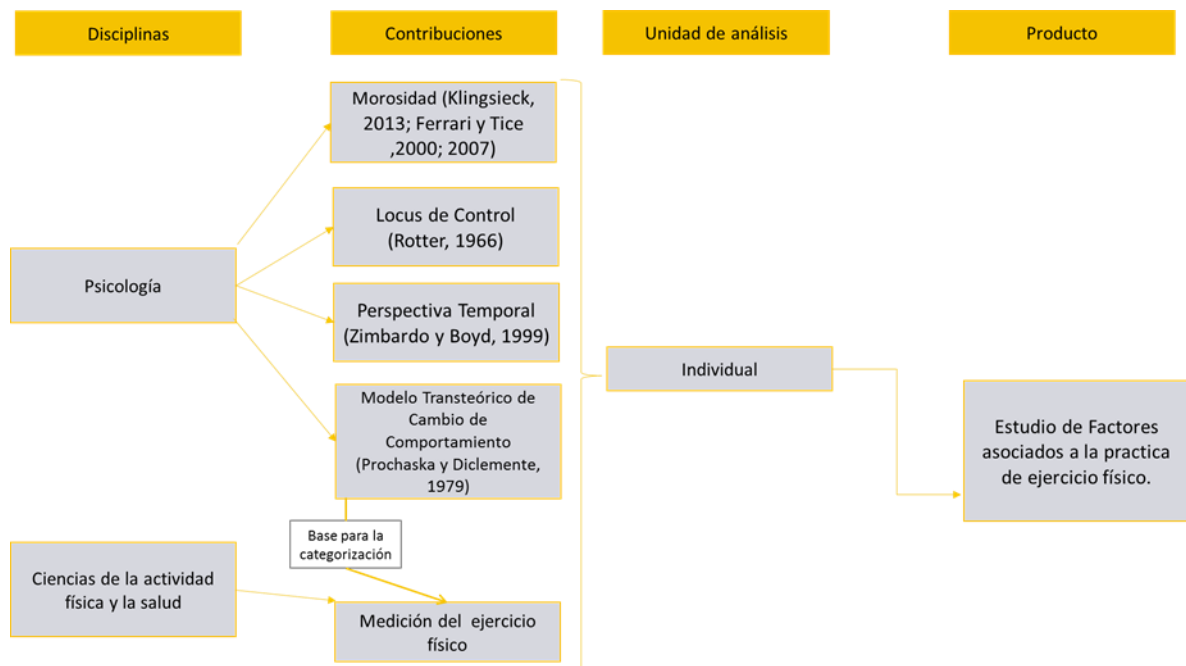 Disciplinas
Contribuciones
Unidad de análisis
Producto
Morosidad (Klingsieck,
2013; Ferrari y Tice
,2000; 2007)
Locus de Control
(Rotter, 1966)
Psicología
Perspectiva Temporal
(Zimbardo y Boyd, 1999)
Individual
Modelo Transteórico de
Cambio de
Comportamiento
(Prochaska y Diclemente,
1979)
Estudio de Factores
asociados a la practica
de ejercicio físico.
Base para la
categorización
Ciencias de la actividad
física y la salud
Medición del ejercicio
físico